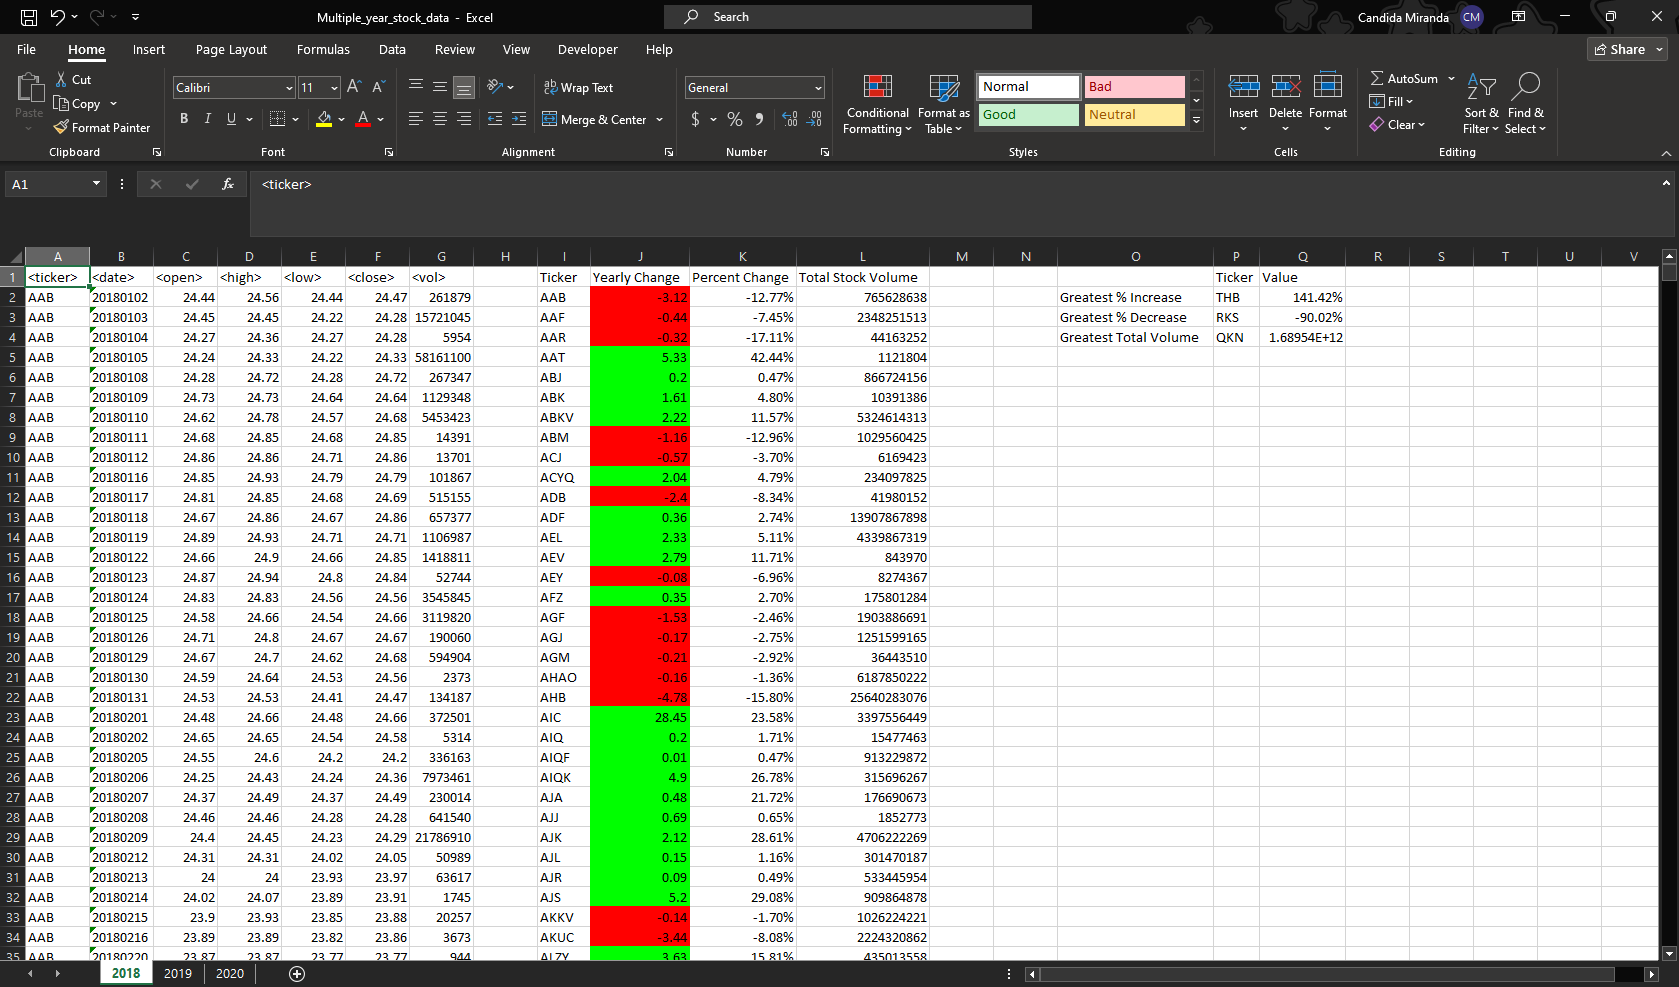 Multiple_year_stock_data - Excel Search Candida Miranda CM
File Home Insert Page Layout Formulas Data Review View Developer Help Share
Paste Cut Copy Format Painter Clipboard
Calibri 11 B I U Font
Wrap Text Merge & Center Alignment
General $ % Number
Conditional Formatting Format as Table Normal Bad Good Neutral Styles
Insert Delete Format Cells
AutoSum Fill Clear Sort & Filter Find & Select Editing
A1 fx <ticker>
A B C D E F G H I J K L M N O P Q R S T U V
1 <ticker> <date> <open> <high> <low> <close> <vol> Ticker Yearly Change Percent Change Total Stock Volume Ticker Value
2 AAB 20180102 24.44 24.56 24.44 24.47 261879 AAB -3.12 -12.77% 765628638 Greatest % Increase THB 141.42%
3 AAB 20180103 24.45 24.45 24.22 24.28 15721045 AAF -0.44 -7.45% 2348251513 Greatest % Decrease RKS -90.02%
4 AAB 20180104 24.27 24.36 24.27 24.28 5954 AAR -0.32 -17.11% 44163252 Greatest Total Volume QKN 1.68954E+12
5 AAB 20180105 24.24 24.33 24.22 24.33 58161100 AAT 5.33 42.44% 1121804
6 AAB 20180108 24.28 24.72 24.28 24.72 267347 ABJ 0.2 0.47% 866724156
7 AAB 20180109 24.73 24.73 24.64 24.64 1129348 ABK 1.61 4.80% 10391386
8 AAB 20180110 24.62 24.78 24.57 24.68 5453423 ABKV 2.22 11.57% 5324614313
9 AAB 20180111 24.68 24.85 24.68 24.85 14391 ABM -1.16 -12.96% 1029560425
10 AAB 20180112 24.86 24.86 24.71 24.86 13701 ACJ -0.57 -3.70% 6169423
11 AAB 20180116 24.85 24.93 24.79 24.79 101867 ACYQ 2.04 4.79% 234097825
12 AAB 20180117 24.81 24.85 24.68 24.69 515155 ADB -2.4 -8.34% 41980152
13 AAB 20180118 24.67 24.86 24.67 24.86 657377 ADF 0.36 2.74% 13907867898
14 AAB 20180119 24.89 24.93 24.71 24.71 1106987 AEL 2.33 5.11% 4339867319
15 AAB 20180122 24.66 24.9 24.66 24.85 1418811 AEV 2.79 11.71% 843970
16 AAB 20180123 24.87 24.94 24.8 24.84 52744 AEY -0.08 -6.96% 8274367
17 AAB 20180124 24.83 24.83 24.56 24.56 3545845 AFZ 0.35 2.70% 175801284
18 AAB 20180125 24.58 24.66 24.54 24.66 3119820 AGF -1.53 -2.46% 1903886691
19 AAB 20180126 24.71 24.8 24.67 24.67 190060 AGJ -0.17 -2.75% 1251599165
20 AAB 20180129 24.67 24.7 24.62 24.68 594904 AGM -0.21 -2.92% 36443510
21 AAB 20180130 24.59 24.64 24.53 24.56 2373 AHAO -0.16 -1.36% 6187850222
22 AAB 20180131 24.53 24.53 24.41 24.47 134187 AHB -4.78 -15.80% 25640283076
23 AAB 20180201 24.48 24.66 24.48 24.66 372501 AIC 28.45 23.58% 3397556449
24 AAB 20180202 24.65 24.65 24.54 24.58 5314 AIQ 0.2 1.71% 15477463
25 AAB 20180205 24.55 24.6 24.2 24.2 336163 AIQF 0.01 0.47% 913229872
26 AAB 20180206 24.25 24.43 24.24 24.36 7973461 AIQK 4.9 26.78% 315696267
27 AAB 20180207 24.37 24.49 24.37 24.49 230014 AJA 0.48 21.72% 176690673
28 AAB 20180208 24.46 24.46 24.28 24.28 641540 AJJ 0.69 0.65% 1852773
29 AAB 20180209 24.4 24.45 24.23 24.29 21786910 AJK 2.12 28.61% 4706222269
30 AAB 20180212 24.31 24.31 24.02 24.05 50989 AJL 0.15 1.16% 301470187
31 AAB 20180213 24 24 23.93 23.97 63617 AJR 0.09 0.49% 533445954
32 AAB 20180214 24.02 24.07 23.89 23.91 1745 AJS 5.2 29.08% 909864878
33 AAB 20180215 23.9 23.93 23.85 23.88 20257 AKKV -0.14 -1.70% 1026224221
34 AAB 20180216 23.89 23.89 23.82 23.86 3673 AKUC -3.44 -8.08% 2224320862
35 AAB 20180220 23.87 23.87 23.77 23.77 944 ALZY 3.63 15.81% 435013558
2018 2019 2020